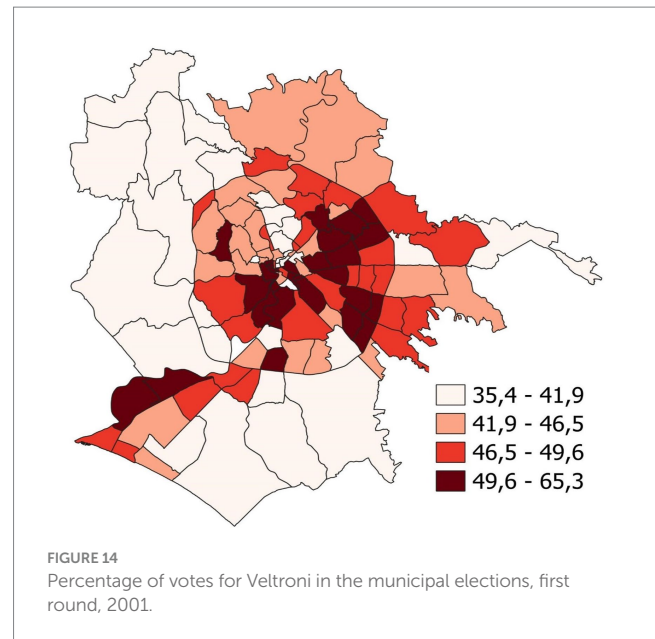 35,4 - 41,9
41,9 - 46,5
46,5 - 49,6
49,6 - 65,3
FIGURE 14
Percentage of votes for Veltroni in the municipal elections, first
round, 2001.